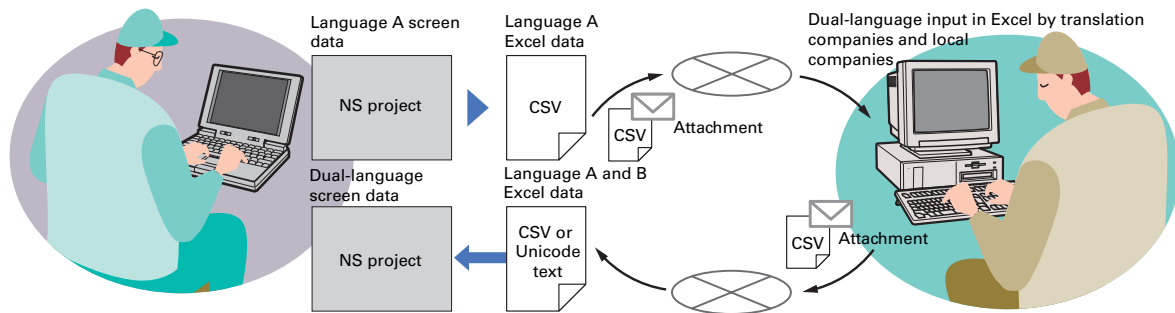 Language A screen
data
NS project
Language A
Excel data
CSV
CSV
Attachment
Dual-language input in Excel by translation
companies and local
companies
Dual-language
screen data
NS project
Language A and B
Excel data
CSV or
Unicode
text
CSV
Attachment